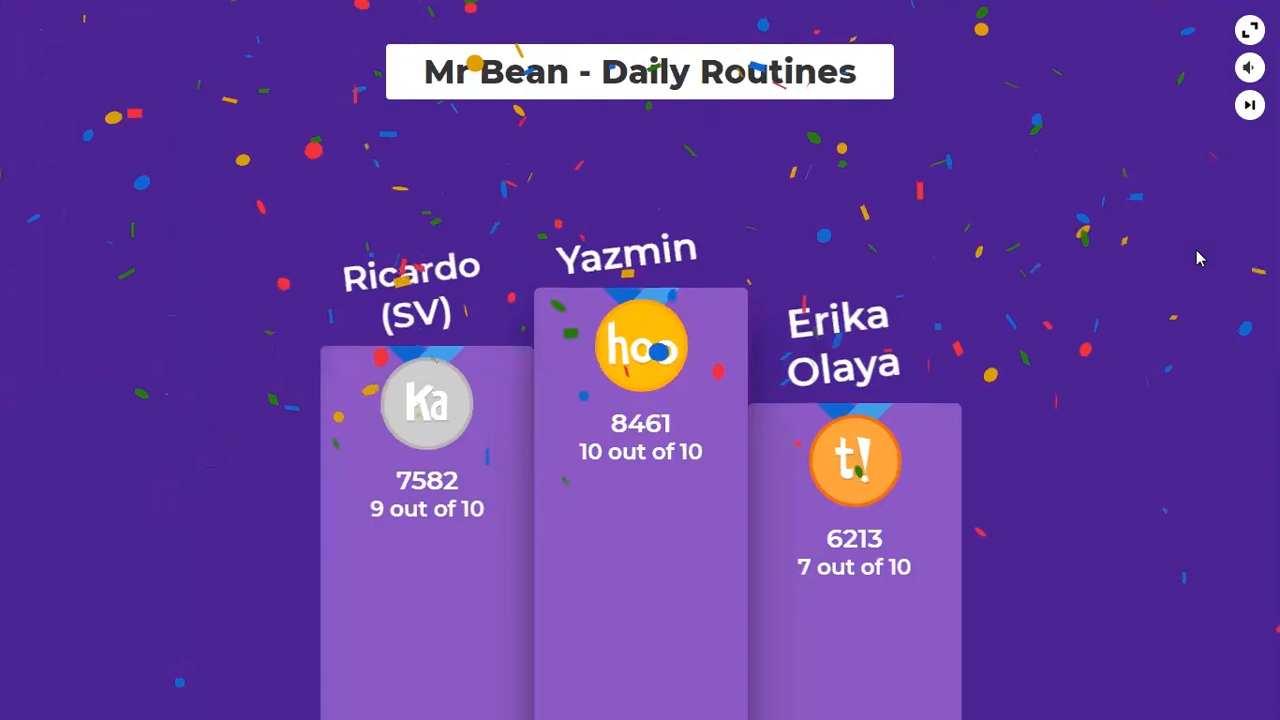 Mr Bean - Daily Routines
Ricardo
(SV)
Ka
7582
9 out of 10
Yazmin
hoo
8461
10 out of 10
Erika
Olaya
t!
6213
7 out of 10